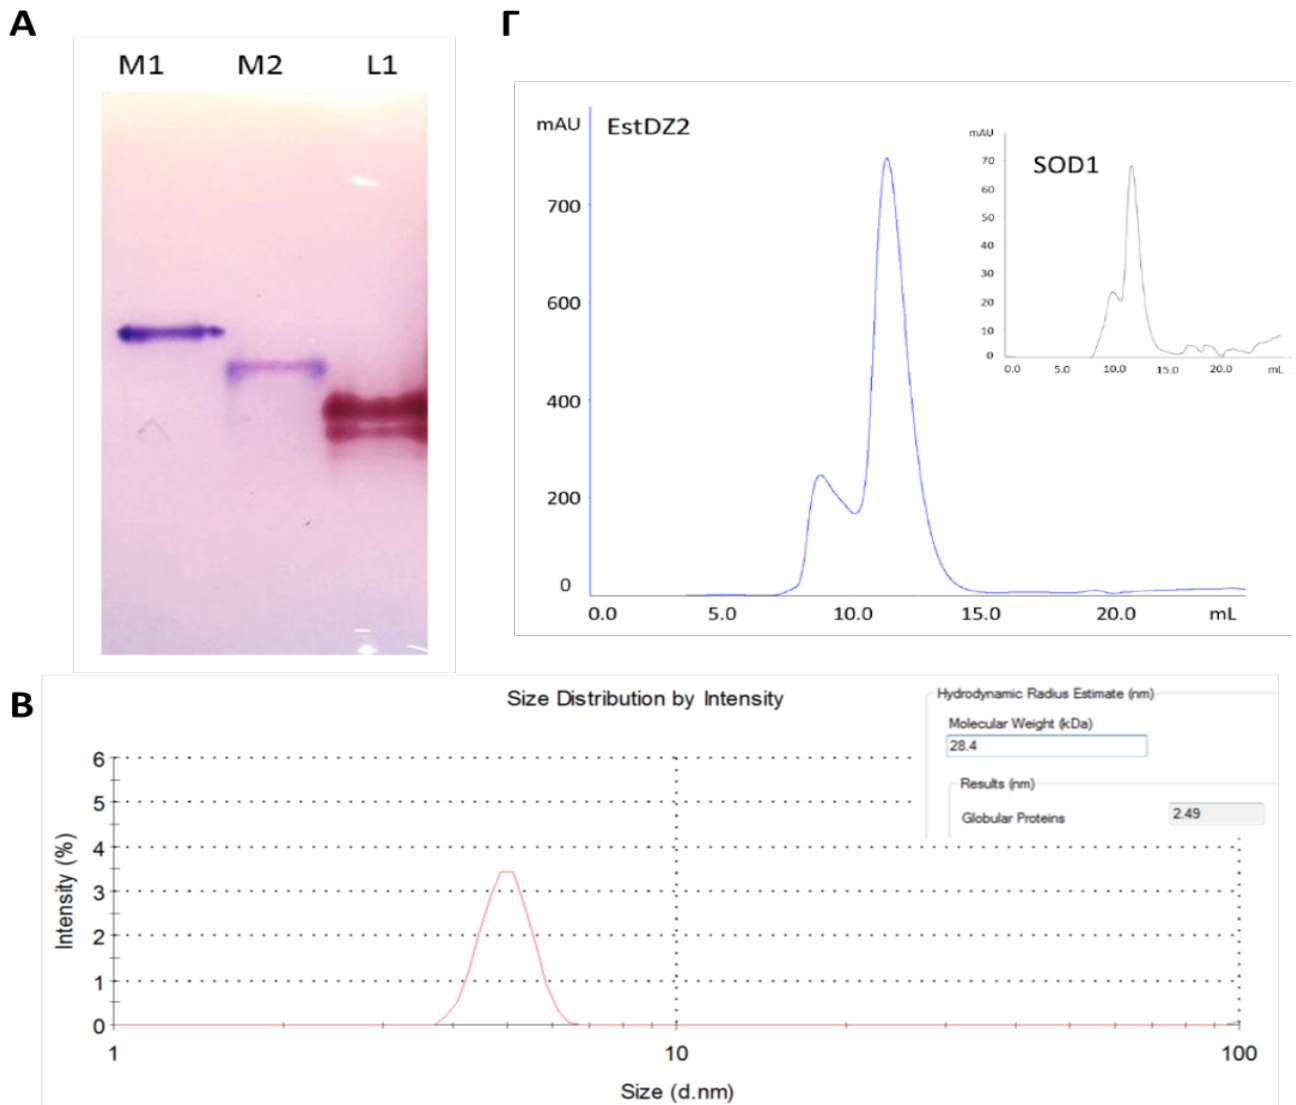 A
M1 M2 L1
Γ
mAU
EstDZ2
700
600
400
200
0
0.0 5.0 10.0 15.0 20.0 mL
mAU
SOD1
70
60
50
40
30
20
10
0
0.0 5.0 10.0 15.0 20.0 mL
B
Size Distribution by Intensity
Hydrodynamic Radius Estimate (nm)
Molecular Weight (kDa)
28.4
Results (nm)
Globular Proteins 2.49
Intensity (%)
6
5
4
3
2
1
0
1 10 100
Size (d.nm)